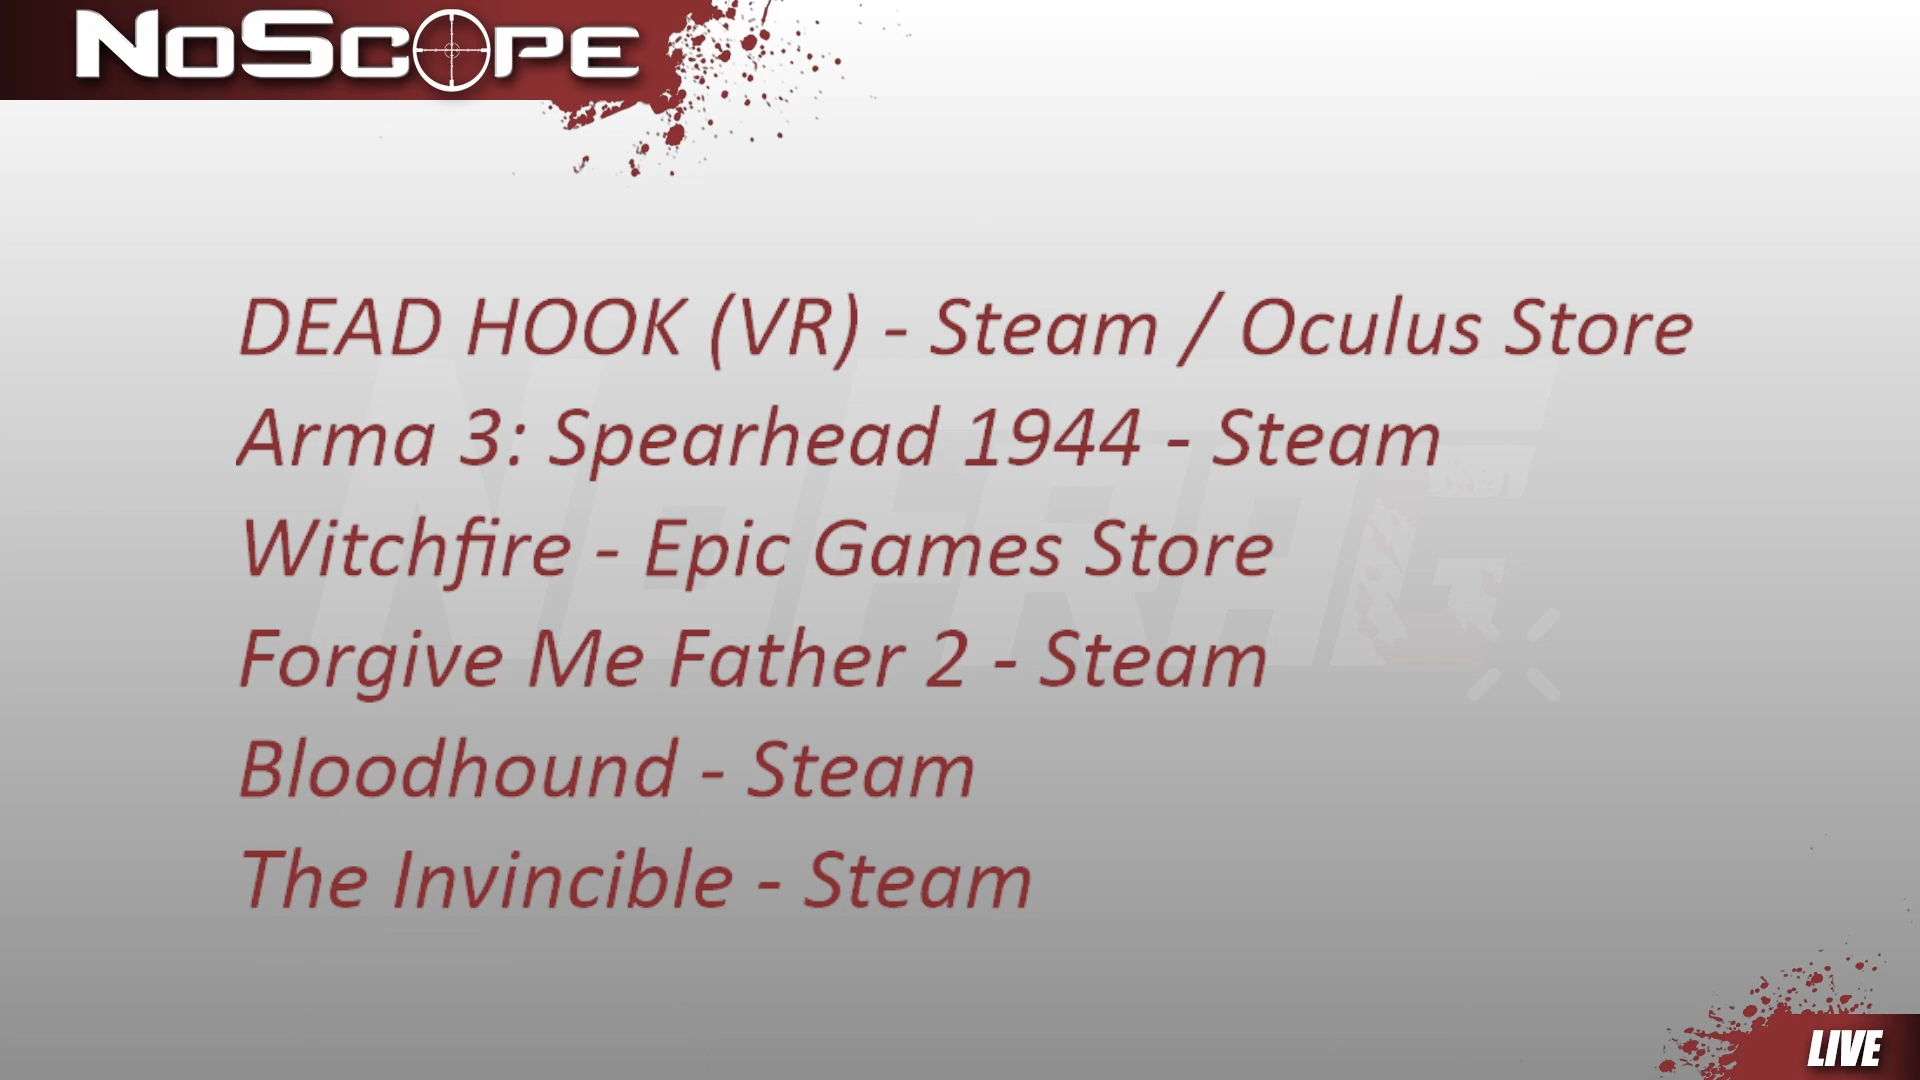 NoScope
DEAD HOOK (VR) - Steam / Oculus Store
Arma 3: Spearhead 1944 - Steam
Witchfire - Epic Games Store
Forgive Me Father 2 - Steam
Bloodhound - Steam
The Invincible - Steam
NOFRAG
LIVE